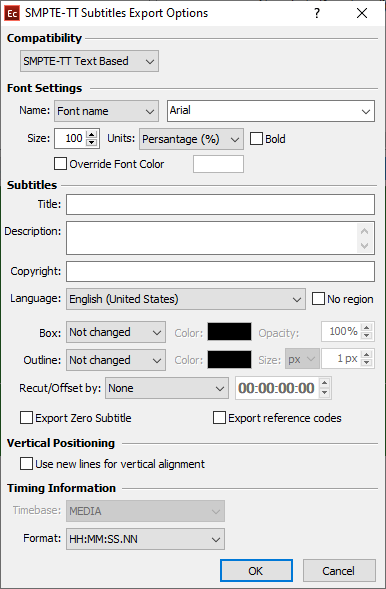 Ec SMPTE-TT Subtitles Export Options ?
Compatibility
SMPTE-TT Text Based
Font Settings
Name: Font name Arial
Size: 100 Units: Persantage (%) Bold
Override Font Color
Subtitles
Title:
Description:
Copyright:
Language: English (United States) No region
Box: Not changed Color: Opacity: 100%
Outline: Not changed Color: Size: px 1 px
Recut/Offset by: None 00:00:00:00
Export Zero Subtitle Export reference codes
Vertical Positioning
Use new lines for vertical alignment
Timing Information
Timebase: MEDIA
Format: HH:MM:SS.NN
OK Cancel